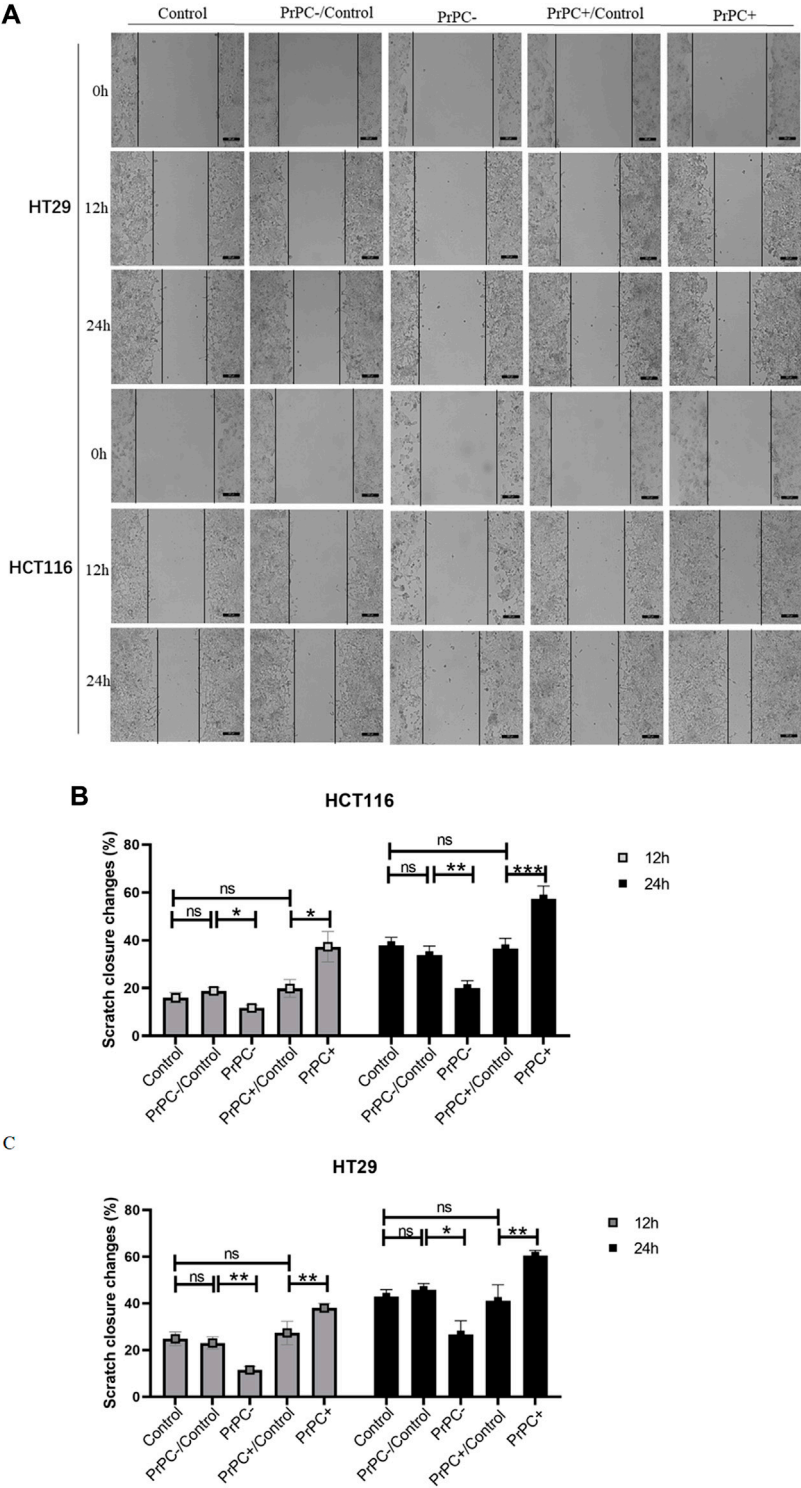 A
Control PrPC-/Control PrPC- PrPC+/Control PrPC+
0h
HT29 12h
24h
0h
HCT116 12h
24h
B
HCT116
Scratch closure changes (%)
80
60
40
20
0
ns
ns
*
*
ns
ns
**
***
12h
24h
Control PrPC-/Control PrPC- PrPC+/Control PrPC+ Control PrPC-/Control PrPC- PrPC+/Control PrPC+
C
HT29
Scratch closure changes (%)
80
60
40
20
0
ns
ns
**
**
ns
ns
*
**
12h
24h
Control PrPC-/Control PrPC- PrPC+/Control PrPC+ Control PrPC-/Control PrPC- PrPC+/Control PrPC+